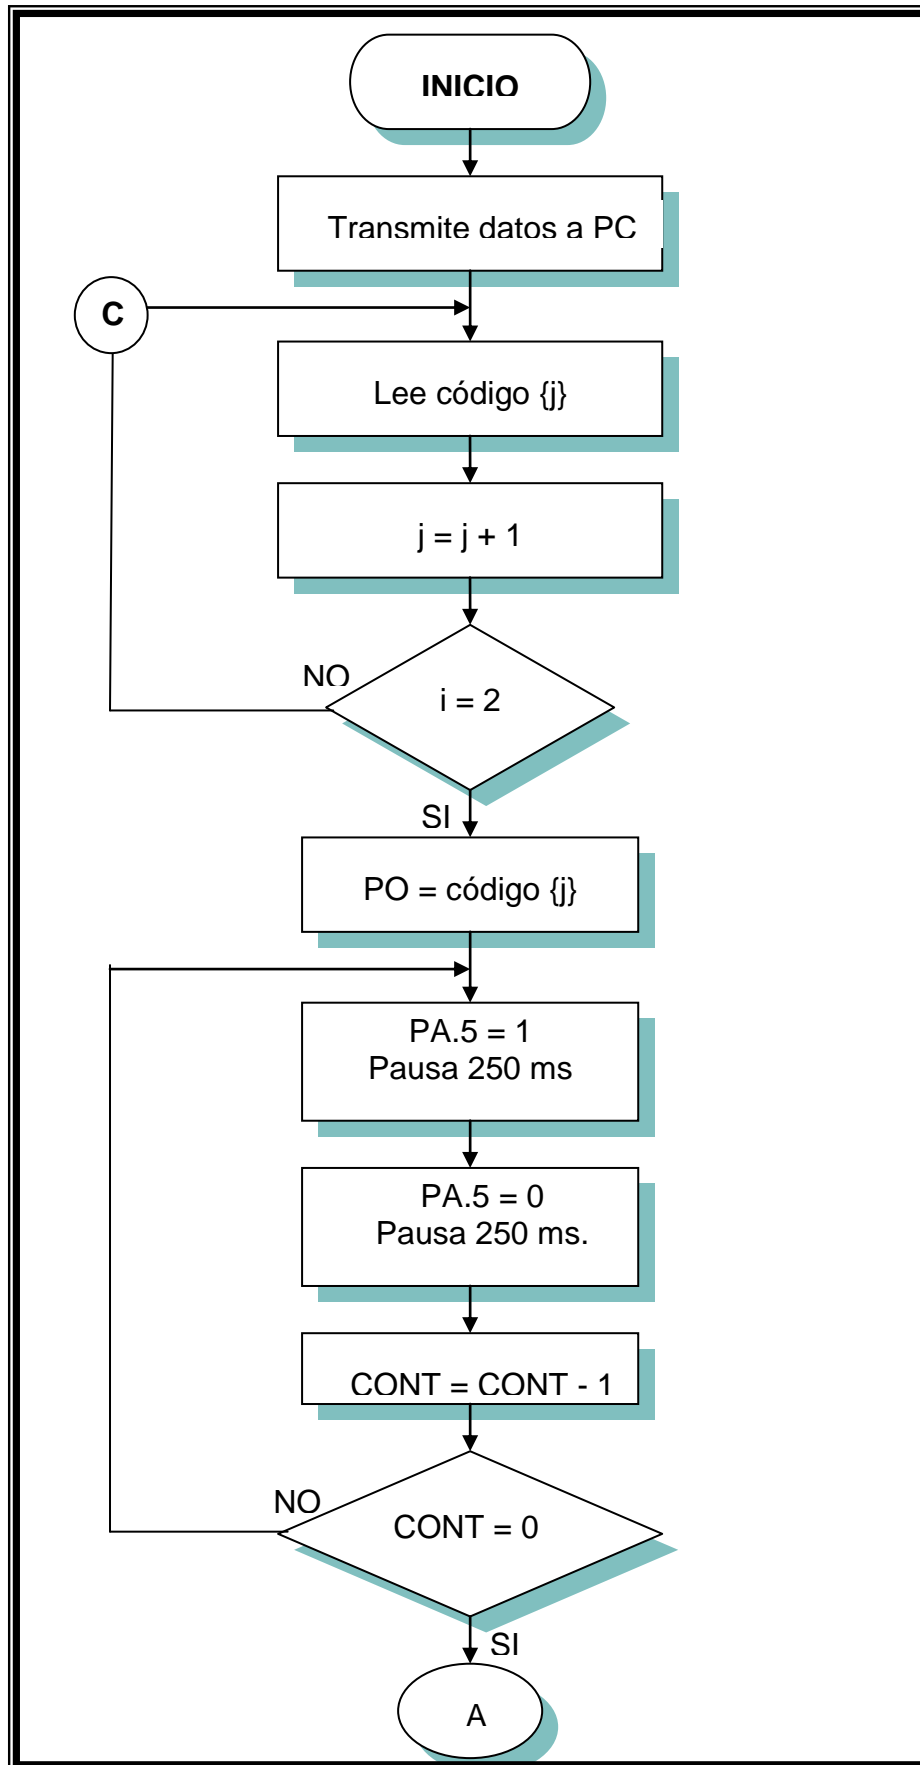 INICIO
Transmite datos a PC
C
Lee código {j}
j = j + 1
NO
i = 2
SI
PO = código {j}
PA.5 = 1
Pausa 250 ms
PA.5 = 0
Pausa 250 ms.
CONT = CONT - 1
NO
CONT = 0
SI
A